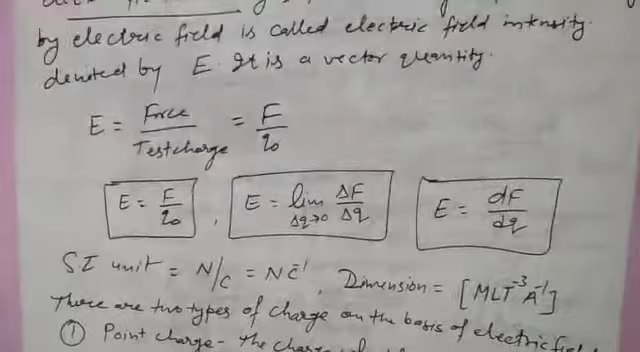 by electric field is called electric field intensity.
denoted by E. It is a vector quantity.
E = Force / Test charge = F / q₀
E = F / q₀ , E = lim Δq→0 ΔF / Δq E = dF / dq
SI unit = N/C = NC⁻¹, Dimension = [MLT⁻³A⁻¹]
There are two types of charge on the basis of electric field
① Point charge - the charge